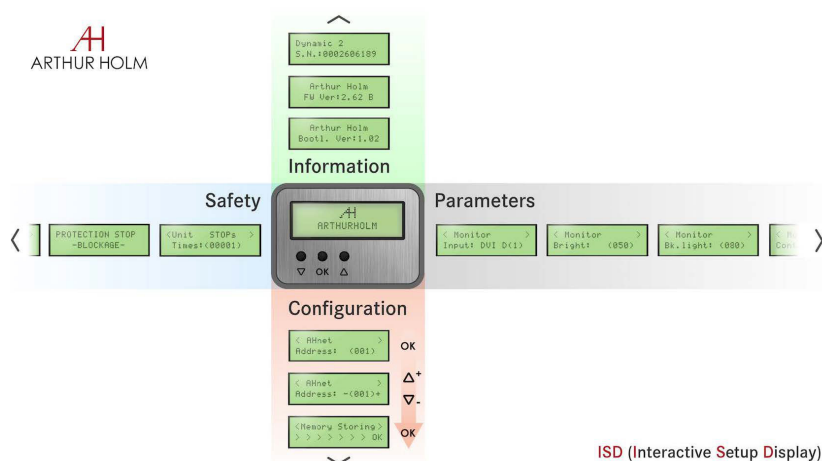 AH
ARTHUR HOLM
Dynamic 2
S.N.:0002606189
Arthur Holm
FW Ver:2.62 B
Arthur Holm
Bootl. Ver:1.02
Information
Safety
Parameters
PROTECTION STOP
-BLOCKAGE-
<Unit STOPs >
Times:(00001)
AH
ARTHURHOLM
▽ OK △
< Monitor >
Input: DVI D(1)
< Monitor >
Bright: (050)
< Monitor >
Bk.light: (080)
Configuration
< AHnet >
Address: (001)
OK
< AHnet >
Address: -(001)+
△+
▽-
<Memory Storing>
> > > > > > > OK
OK
ISD (Interactive Setup Display)